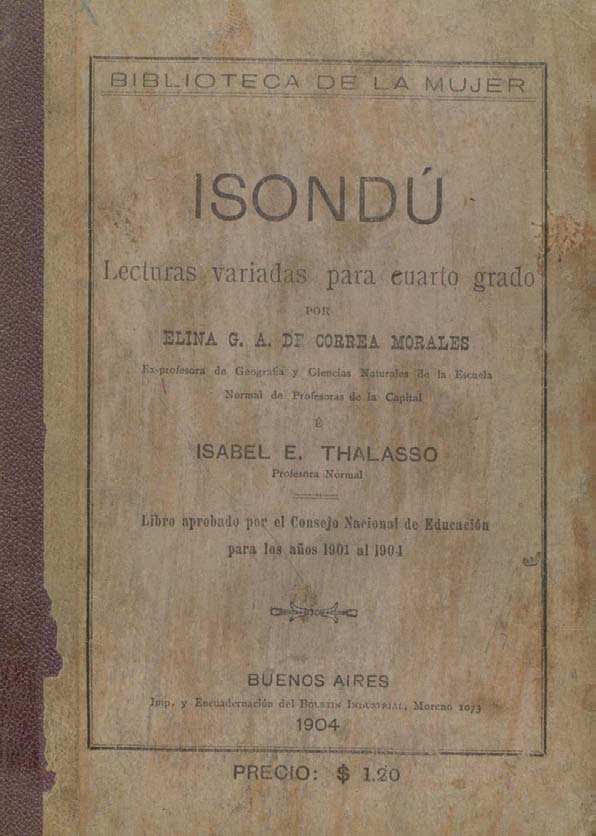 BIBLIOTECA DE LA MUJER
ISONDÚ
Lecturas variadas para cuarto grado
POR
ELINA G. A. DE CORREA MORALES
Ex-profesora de Geografia y Ciencias Naturales de la Escuela
Normal de Profesoras de la Capital
É
ISABEL E. THALASSO
Profesora Normal
Libro aprobado por el Consejo Nacional de Educación
para los años 1901 al 1904
BUENOS AIRES
Imp. y Encuadernación del BOLETIN INDUSTRIAL, Moreno 1073
1904
PRECIO: $ 1.20